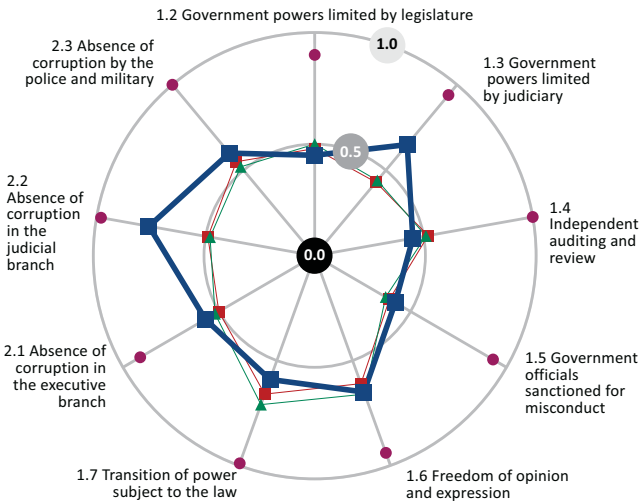 1.2 Government powers limited by legislature
1.0
1.3 Government
powers limited
by judiciary
0.5
1.4
Independent
auditing and
review
0.0
1.5 Government
officials
sanctioned for
misconduct
1.6 Freedom of opinion
and expression
1.7 Transition of power
subject to the law
2.1 Absence of
corruption in
the executive
branch
2.2
Absence of
corruption
in the
judicial
branch
2.3 Absence of
corruption by the
police and military